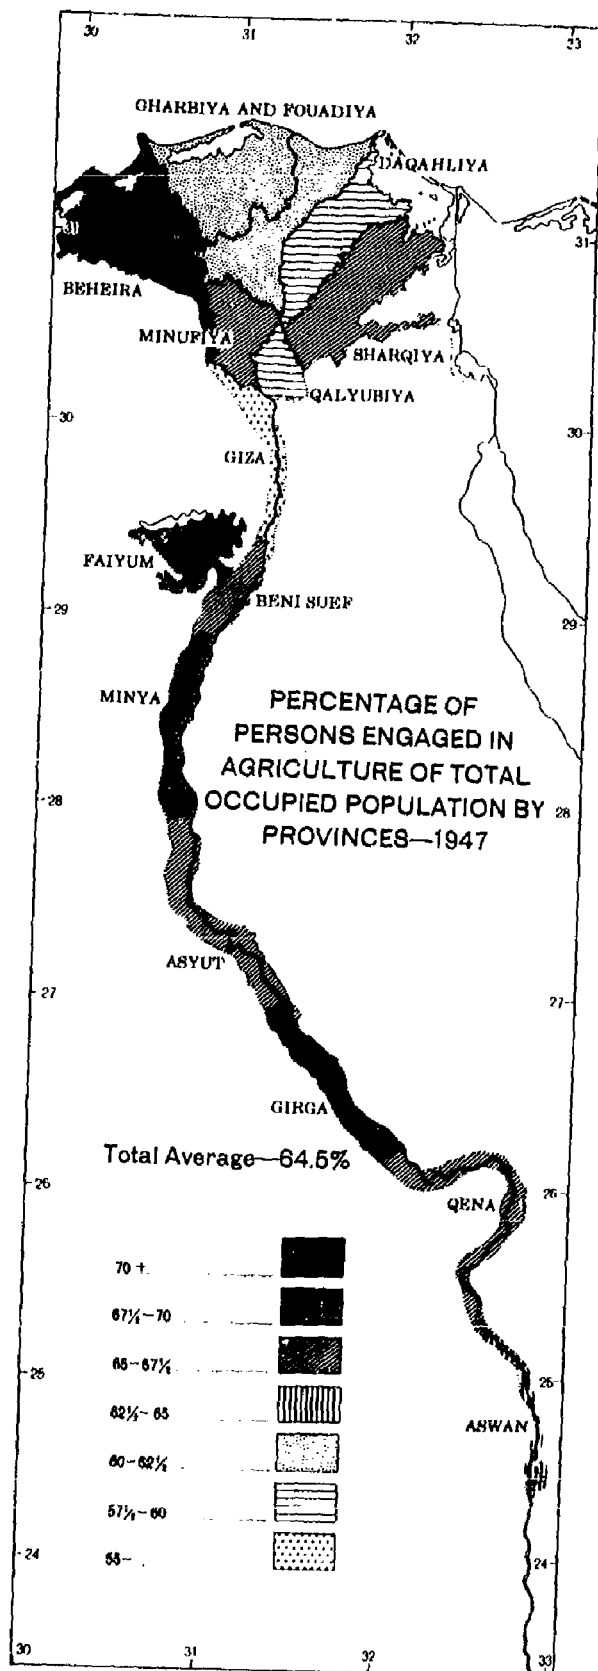 30 31 32 33
GHARBIYA AND FOUADIYA
DAQAHLIYA
31 31
BEHEIRA
MINUFIYA
SHARQIYA
QALYUBIYA
30 30
GIZA
FAIYUM
BENI SUEF
29 29
MINYA
PERCENTAGE OF
PERSONS ENGAGED IN
AGRICULTURE OF TOTAL
OCCUPIED POPULATION BY
PROVINCES—1947
28 28
ASYUT
27 27
GIRGA
Total Average—64.5%
26 26
QENA
70 +
67½–70
65–67½
25 25
62½–65
ASWAN
60–62½
57½–60
55–
24 24
30 31 32 33